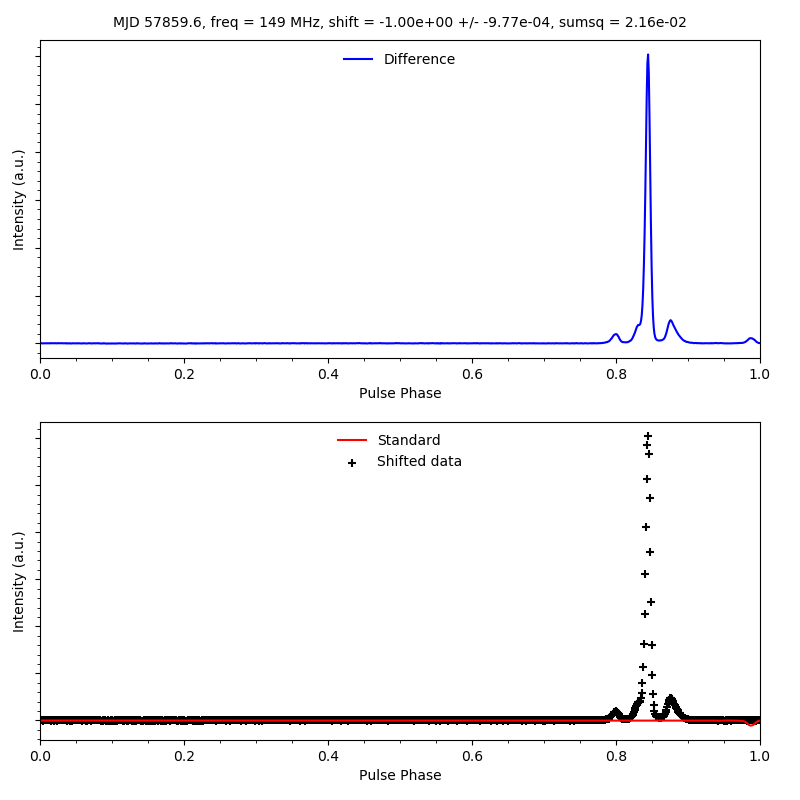 MJD 57859.6, freq = 149 MHz, shift = -1.00e+00 +/- -9.77e-04, sumsq = 2.16e-02
Difference
Intensity (a.u.)
0.0 0.2 0.4 0.6 0.8 1.0
Pulse Phase
Standard
Shifted data
Intensity (a.u.)
0.0 0.2 0.4 0.6 0.8 1.0
Pulse Phase